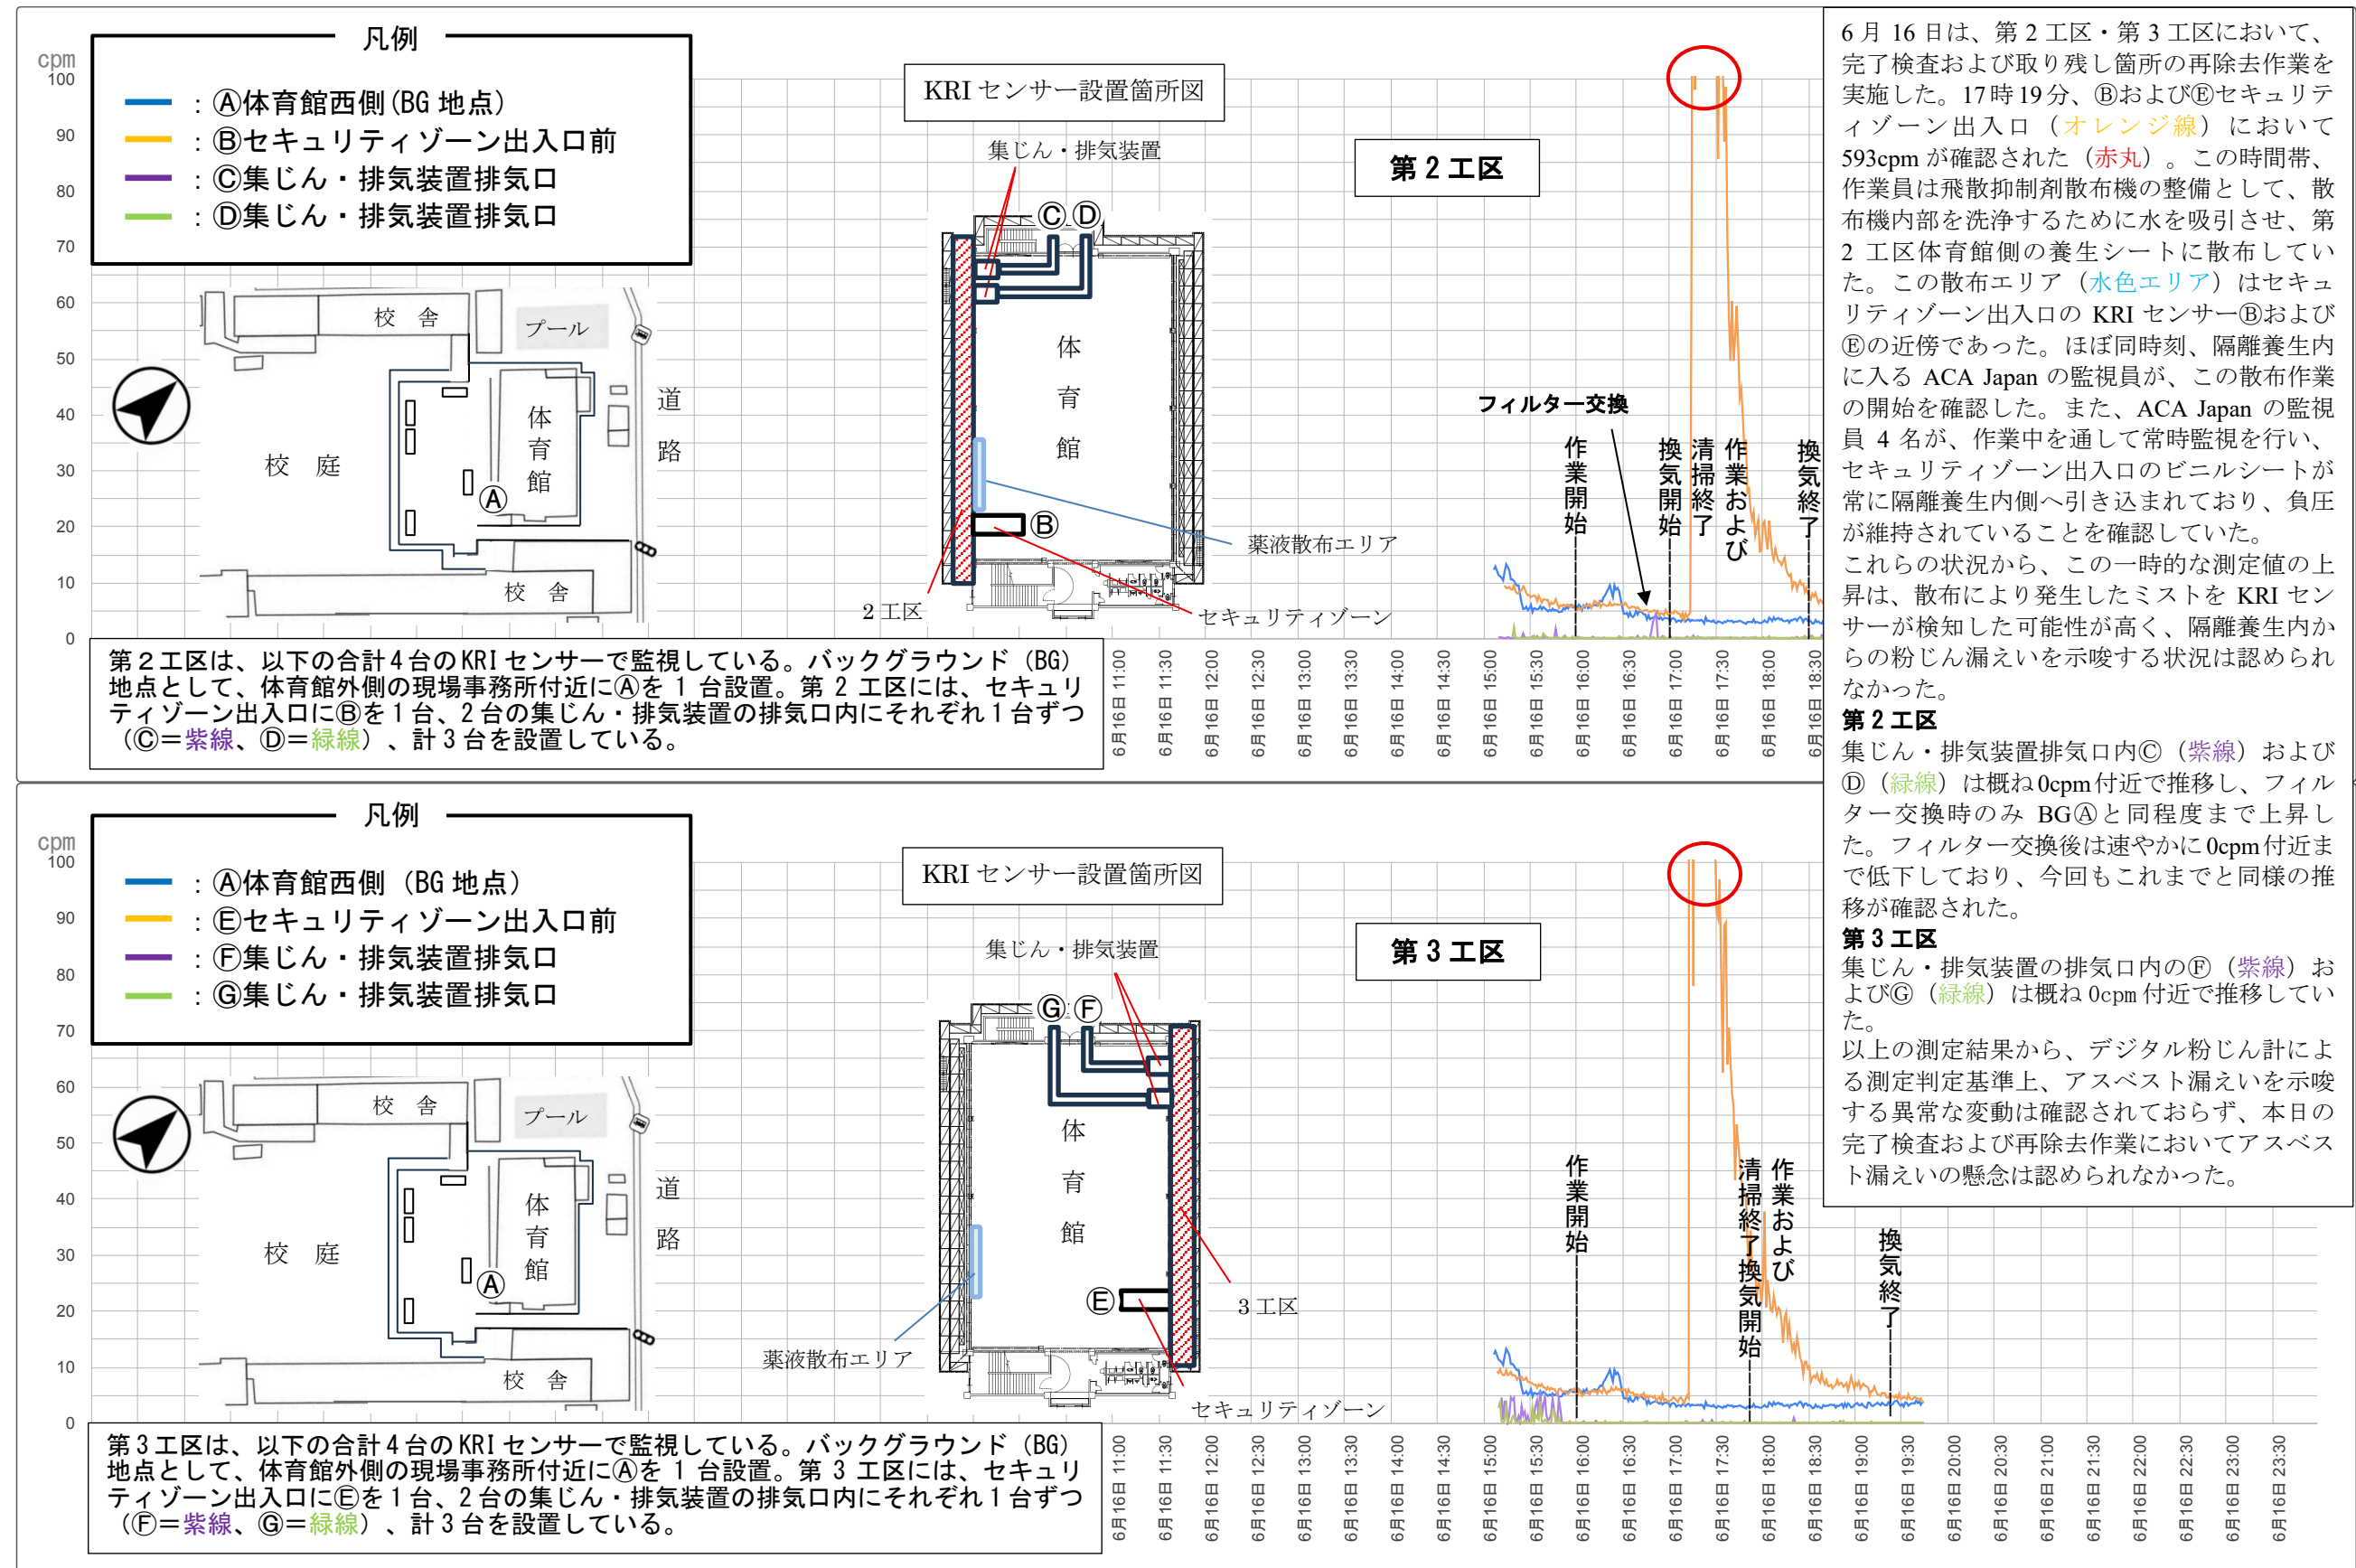 凡例
cpm
100
90
80
70
60
50
40
30
20
10
0
：Ⓐ体育館西側(BG 地点)
：Ⓑセキュリティゾーン出入口前
：Ⓒ集じん・排気装置排気口
：Ⓓ集じん・排気装置排気口
校 舎
プール
体育館
道路
校 庭
Ⓐ
校 舎
KRI センサー設置箇所図
集じん・排気装置
Ⓒ Ⓓ
体育館
Ⓑ
薬液散布エリア
2 工区
セキュリティゾーン
第 2 工区
フィルター交換
作業開始
換気開始
清掃終了
作業および
換気終了
第２工区は、以下の合計４台のKRI センサーで監視している。バックグラウンド（BG）
地点として、体育館外側の現場事務所付近にⒶを 1 台設置。第 2 工区には、セキュリ
ティゾーン出入口にⒷを１台、２台の集じん・排気装置の排気口内にそれぞれ１台ずつ
（Ⓒ＝紫線、Ⓓ＝緑線）、計３台を設置している。
6月16日 11:00
6月16日 11:30
6月16日 12:00
6月16日 12:30
6月16日 13:00
6月16日 13:30
6月16日 14:00
6月16日 14:30
6月16日 15:00
6月16日 15:30
6月16日 16:00
6月16日 16:30
6月16日 17:00
6月16日 17:30
6月16日 18:00
6月16日 18:30
6 月 16 日は、第 2 工区・第 3 工区において、
完了検査および取り残し箇所の再除去作業を
実施した。17 時 19 分、ⒷおよびⒺセキュリテ
ィゾーン出入口（オレンジ線）において
593cpm が確認された（赤丸）。この時間帯、
作業員は飛散抑制剤散布機の整備として、散
布機内部を洗浄するために水を吸引させ、第
2 工区体育館側の養生シートに散布してい
た。この散布エリア（水色エリア）はセキュ
リティゾーン出入口の KRI センサーⒷおよび
Ⓔの近傍であった。ほぼ同時刻、隔離養生内
に入る ACA Japan の監視員が、この散布作業
の開始を確認した。また、ACA Japan の監視
員 4 名が、作業中を通して常時監視を行い、
セキュリティゾーン出入口のビニルシートが
常に隔離養生内側へ引き込まれており、負圧
が維持されていることを確認していた。
これらの状況から、この一時的な測定値の上
昇は、散布により発生したミストを KRI セン
サーが検知した可能性が高く、隔離養生内か
らの粉じん漏えいを示唆する状況は認められ
なかった。
第 2 工区
集じん・排気装置排気口内Ⓒ（紫線）および
Ⓓ（緑線）は概ね 0cpm 付近で推移し、フィル
ター交換時のみ BGⒶと同程度まで上昇し
た。フィルター交換後は速やかに 0cpm 付近ま
で低下しており、今回もこれまでと同様の推
移が確認された。
第 3 工区
集じん・排気装置の排気口内のⒻ（紫線）お
よびⒼ（緑線）は概ね 0cpm 付近で推移してい
た。
以上の測定結果から、デジタル粉じん計によ
る測定判定基準上、アスベスト漏えいを示唆
する異常な変動は確認されておらず、本日の
完了検査および再除去作業においてアスベス
ト漏えいの懸念は認められなかった。
凡例
cpm
100
90
80
70
60
50
40
30
20
10
0
：Ⓐ体育館西側（BG 地点）
：Ⓔセキュリティゾーン出入口前
：Ⓕ集じん・排気装置排気口
：Ⓖ集じん・排気装置排気口
校 舎
プール
体育館
道路
校 庭
Ⓐ
校 舎
KRI センサー設置箇所図
集じん・排気装置
Ⓖ Ⓕ
体育館
Ⓔ
3 工区
薬液散布エリア
セキュリティゾーン
第 3 工区
作業開始
作業および
清掃終了換気開始
換気終了
第３工区は、以下の合計４台のKRI センサーで監視している。バックグラウンド（BG）
地点として、体育館外側の現場事務所付近にⒶを 1 台設置。第 3 工区には、セキュリ
ティゾーン出入口にⒺを１台、２台の集じん・排気装置の排気口内にそれぞれ１台ずつ
（Ⓕ＝紫線、Ⓖ＝緑線）、計３台を設置している。
6月16日 11:00
6月16日 11:30
6月16日 12:00
6月16日 12:30
6月16日 13:00
6月16日 13:30
6月16日 14:00
6月16日 14:30
6月16日 15:00
6月16日 15:30
6月16日 16:00
6月16日 16:30
6月16日 17:00
6月16日 17:30
6月16日 18:00
6月16日 18:30
6月16日 19:00
6月16日 19:30
6月16日 20:00
6月16日 20:30
6月16日 21:00
6月16日 21:30
6月16日 22:00
6月16日 22:30
6月16日 23:00
6月16日 23:30